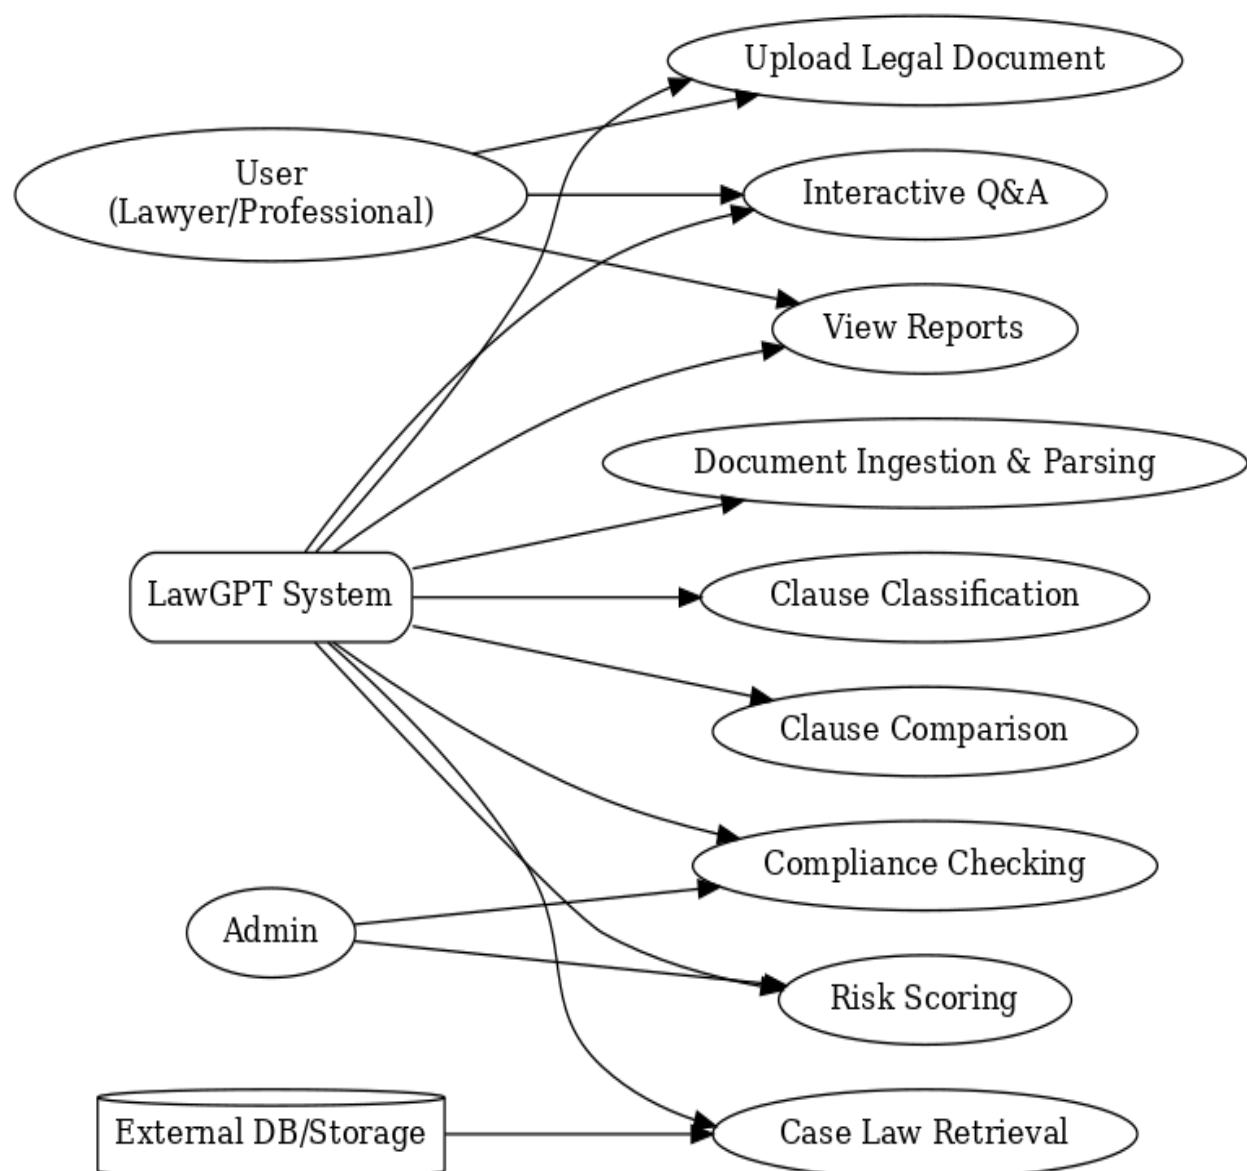 Upload Legal Document
User
(Lawyer/Professional)
Interactive Q&A
View Reports
Document Ingestion & Parsing
LawGPT System
Clause Classification
Clause Comparison
Compliance Checking
Admin
Risk Scoring
External DB/Storage
Case Law Retrieval